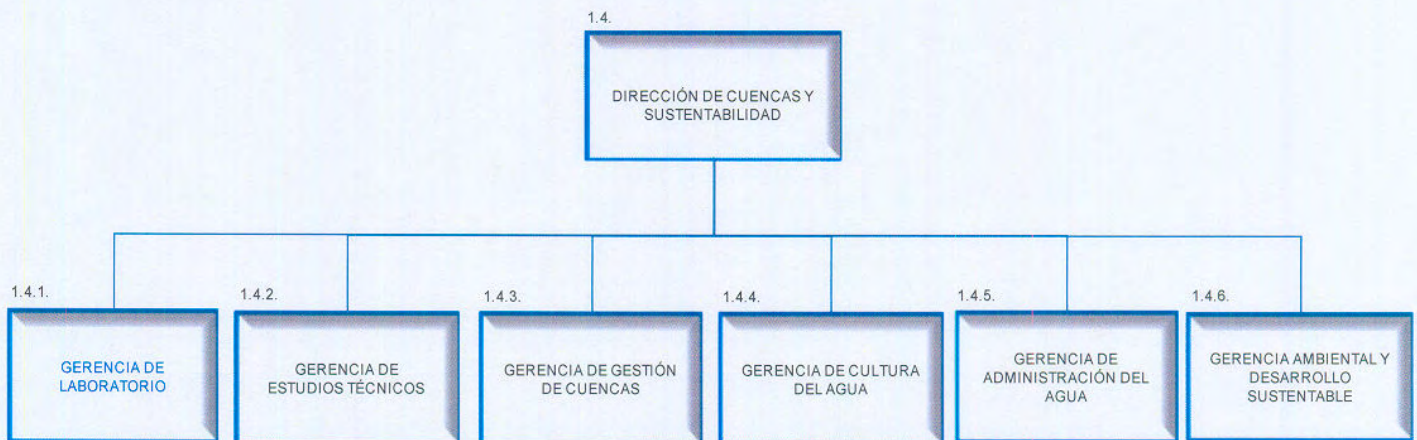 1.4.
DIRECCIÓN DE CUENCAS Y
SUSTENTABILIDAD
1.4.1.
GERENCIA DE
LABORATORIO
1.4.2.
GERENCIA DE
ESTUDIOS TÉCNICOS
1.4.3.
GERENCIA DE GESTIÓN
DE CUENCAS
1.4.4.
GERENCIA DE CULTURA
DEL AGUA
1.4.5.
GERENCIA DE
ADMINISTRACIÓN DEL
AGUA
1.4.6.
GERENCIA AMBIENTAL Y
DESARROLLO
SUSTENTABLE